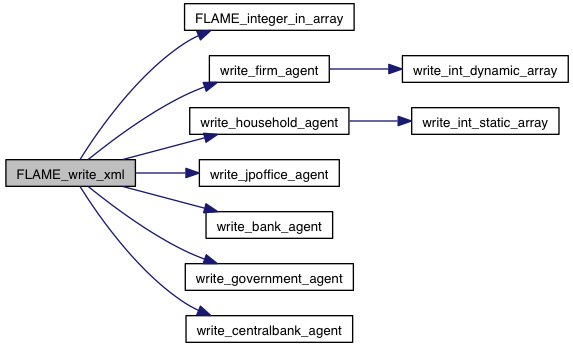 FLAME_integer_in_array
write_firm_agent
write_int_dynamic_array
write_household_agent
write_int_static_array
FLAME_write_xml
write_jpoffice_agent
write_bank_agent
write_government_agent
write_centralbank_agent